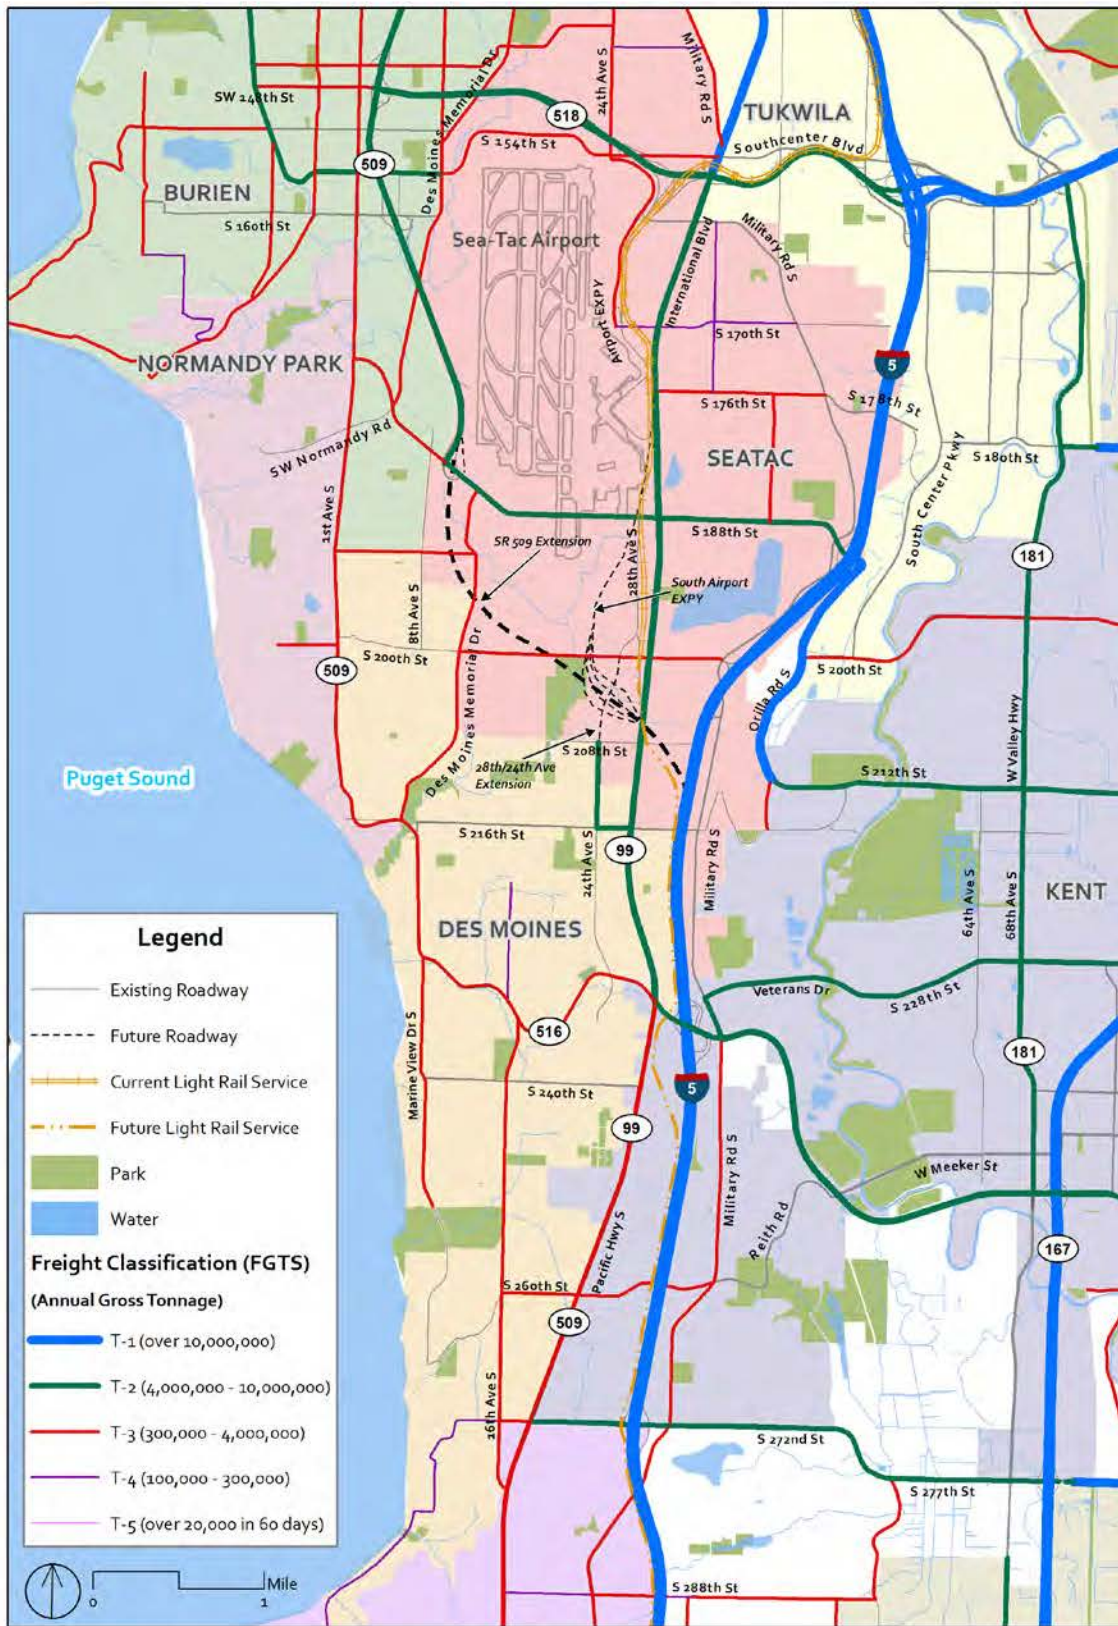 Des Moines Memorial Dr
24th Ave S
Military Rd S
TUKWILA
SW 148th St
518
Southcenter Blvd
S 154th St
509
Des Moines Memorial Dr
BURIEN
S 160th St
Sea-Tac Airport
International Blvd
Military Rd S
Airport EXPY
S 170th St
NORMANDY PARK
5
S 176th St
S 178th St
SW Normandy Rd
SEATAC
S 180th St
South Center Pkwy
1st Ave S
S 188th St
SR 509 Extension
28th Ave S
181
South Airport
EXPY
8th Ave S
S 200th St
509
Des Moines Memorial Dr
S 200th St
Orilla Rd S
W Valley Hwy
S 208th St
28th/24th Ave
Extension
S 212th St
Puget Sound
S 216th St
99
24th Ave S
Military Rd S
64th Ave S
68th Ave S
KENT
DES MOINES
Veterans Dr
S 228th St
516
181
Marine View Dr S
S 240th St
5
99
Military Rd S
W Meeker St
Reith Rd
Pacific Hwy S
167
S 260th St
509
16th Ave S
S 272nd St
S 277th St
S 288th St
Legend
Existing Roadway
Future Roadway
Current Light Rail Service
Future Light Rail Service
Park
Water
Freight Classification (FGTS)
(Annual Gross Tonnage)
T-1 (over 10,000,000)
T-2 (4,000,000 - 10,000,000)
T-3 (300,000 - 4,000,000)
T-4 (100,000 - 300,000)
T-5 (over 20,000 in 60 days)
Mile
0 1